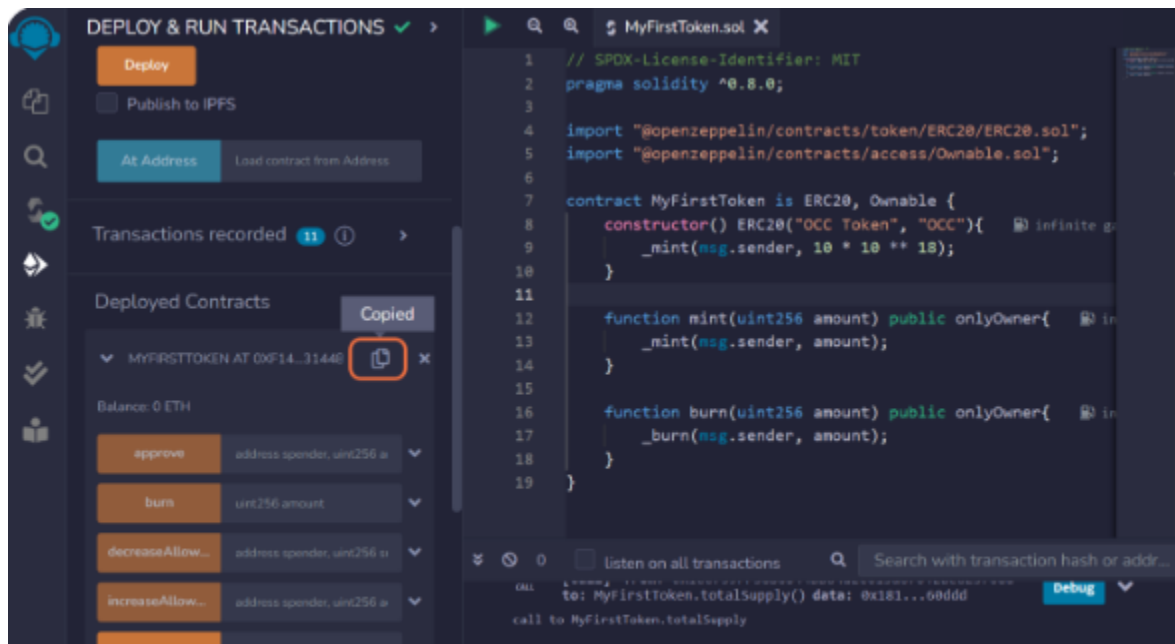 DEPLOY & RUN TRANSACTIONS
Deploy
Publish to IPFS
At Address Load contract from Address
Transactions recorded 11
Deployed Contracts
Copied
MYFIRSTTOKEN AT 0XF14...31448
Balance: 0 ETH
approve address spender, uint256 a
burn uint256 amount
decreaseAllow... address spender, uint256 su
increaseAllow... address spender, uint256 a
MyFirstToken.sol
1 // SPDX-License-Identifier: MIT
2 pragma solidity ^0.8.0;
3
4 import "@openzeppelin/contracts/token/ERC20/ERC20.sol";
5 import "@openzeppelin/contracts/access/Ownable.sol";
6
7 contract MyFirstToken is ERC20, Ownable {
8 constructor() ERC20("OCC Token", "OCC"){ infinite ga
9 _mint(msg.sender, 10 * 10 ** 18);
10 }
11
12 function mint(uint256 amount) public onlyOwner{ in
13 _mint(msg.sender, amount);
14 }
15
16 function burn(uint256 amount) public onlyOwner{ in
17 _burn(msg.sender, amount);
18 }
19 }
0 listen on all transactions Search with transaction hash or addr...
CALL
to: MyFirstToken.totalSupply() data: 0x181...60ddd Debug
call to MyFirstToken.totalSupply